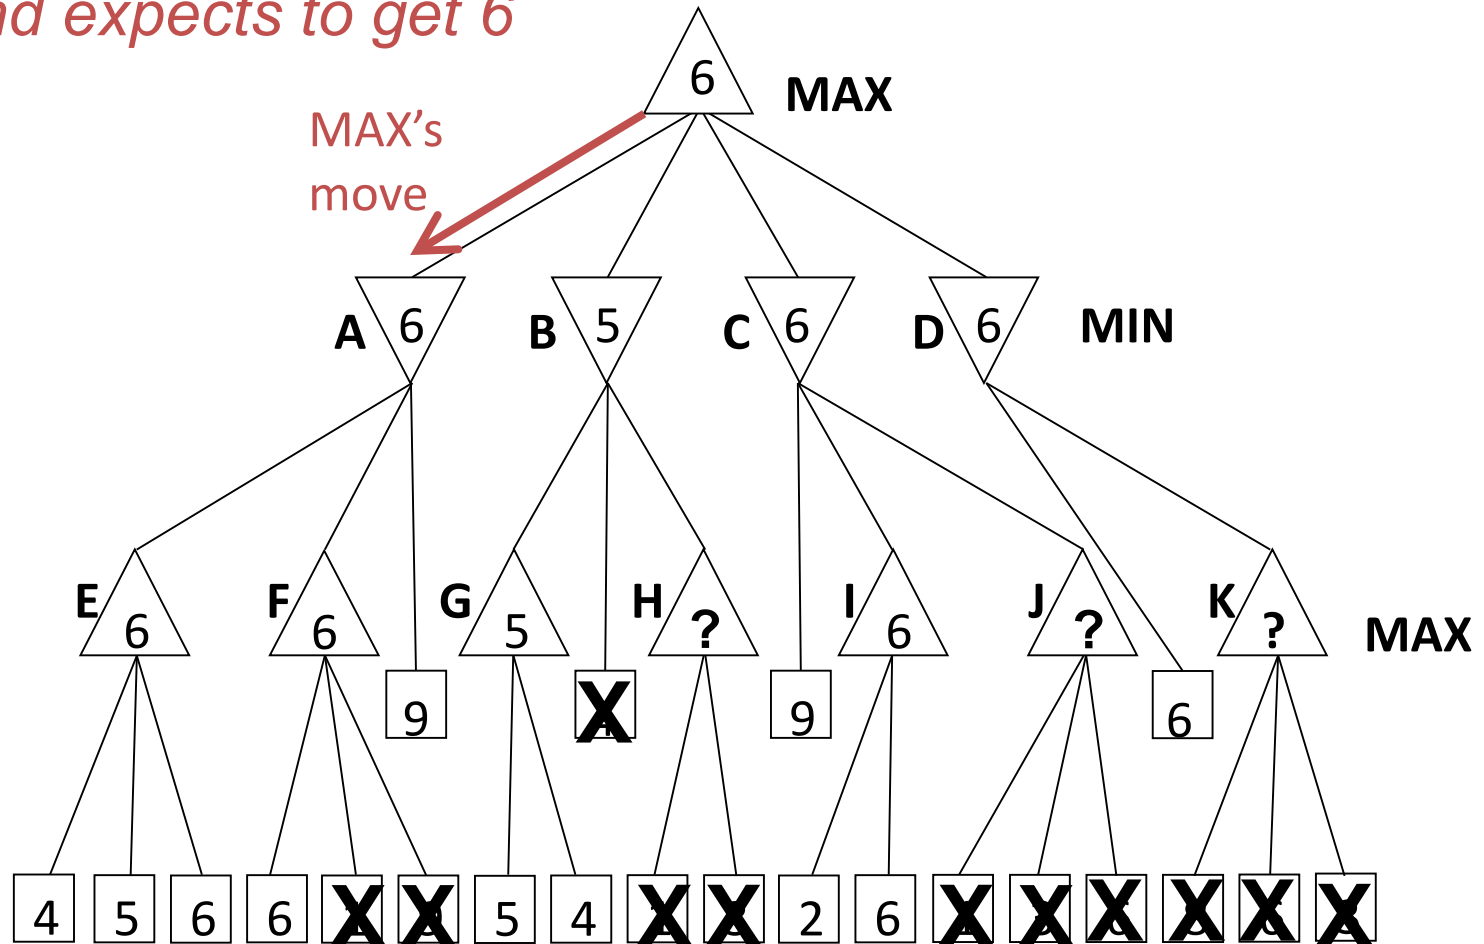 nd expects to get 6
6 MAX
MAX's
move
A 6 B 5 C 6 D 6 MIN
E 6 F 6 G 5 H ? I 6 J ? K ? MAX
9 X 9 6
4 5 6 6 X X 5 4 X X 2 6 X X X X X X